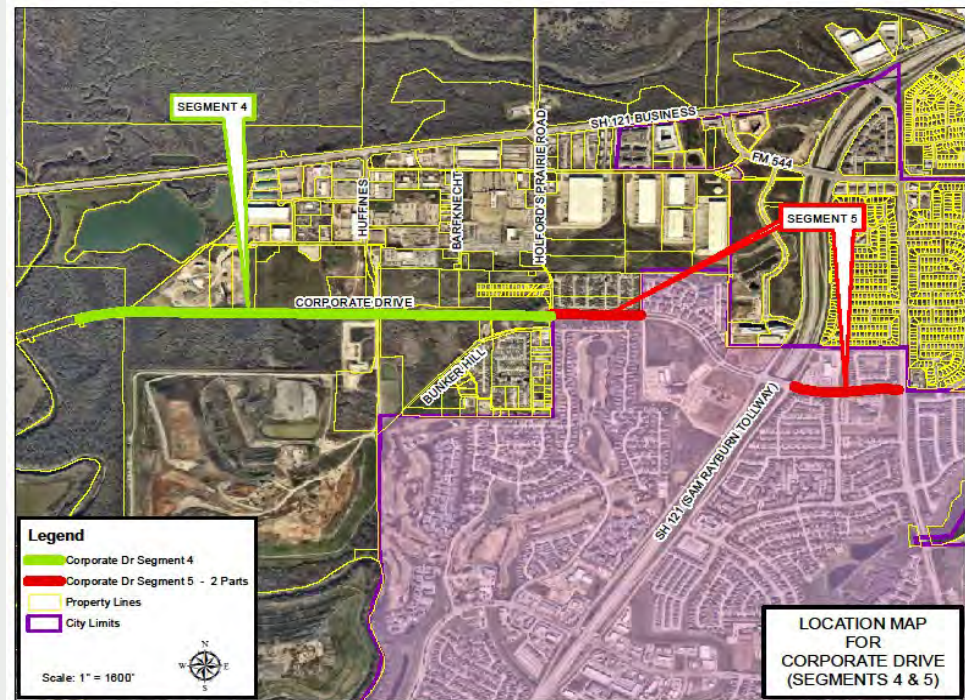 SEGMENT 4
SH 121 BUSINESS
HOLFORD'S PRAIRIE ROAD
FM 544
HUFFINES
BARFKNECHT
SEGMENT 5
CORPORATE DRIVE
BUNKER HILL
SH 121 (SAM RAYBURN TOLLWAY)
Legend
Corporate Dr Segment 4
Corporate Dr Segment 5 - 2 Parts
Property Lines
City Limits
N
W E
S
Scale: 1" = 1600'
LOCATION MAP
FOR
CORPORATE DRIVE
(SEGMENTS 4 & 5)